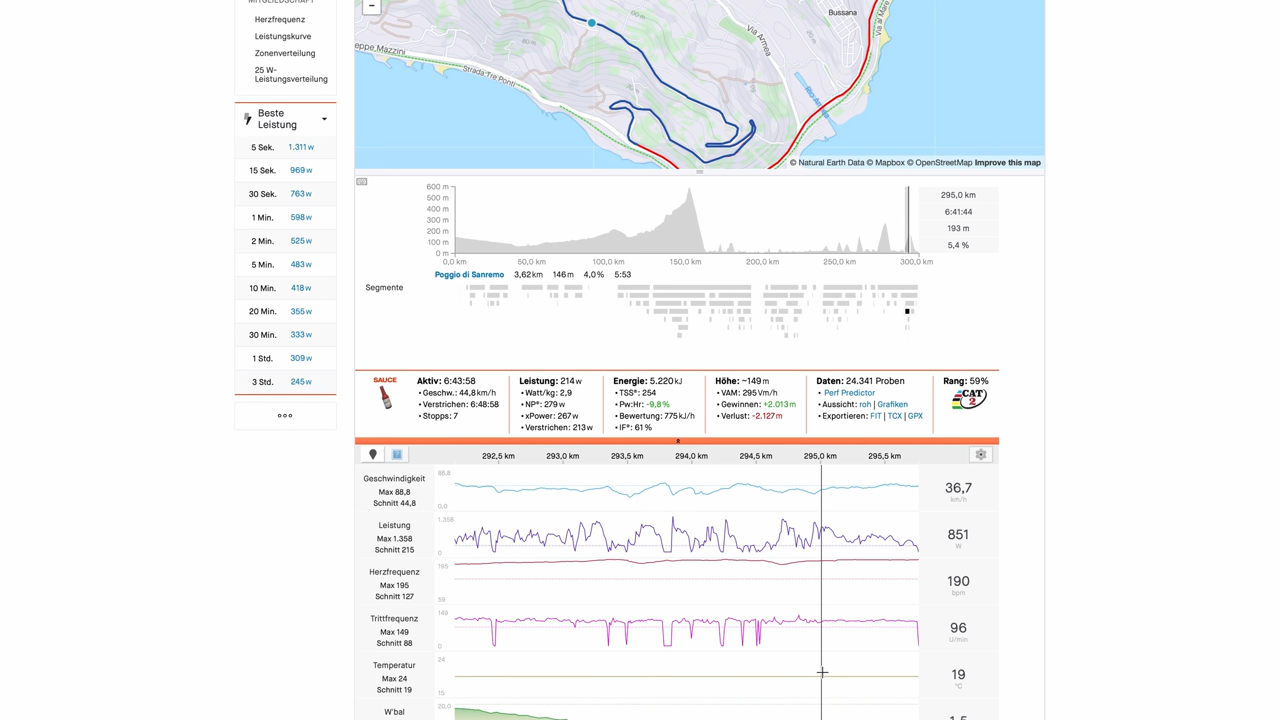 MITGLIEDSCHAFT
Herzfrequenz
Leistungskurve
Zonenverteilung
25 W-
Leistungsverteilung
Beste
Leistung
5 Sek. 1.311 w
15 Sek. 969 w
30 Sek. 763 w
1 Min. 598 w
2 Min. 525 w
5 Min. 483 w
10 Min. 418 w
20 Min. 355 w
30 Min. 333 w
1 Std. 309 w
3 Std. 245 w
Bussana
Via al Mare
Via Armea
eppe Mazzini
Strada Tre Ponti
© Natural Earth Data © Mapbox © OpenStreetMap Improve this map
600 m
500 m
400 m
300 m
200 m
100 m
0 m
0,0 km 50,0 km 100,0 km 150,0 km 200,0 km 250,0 km 300,0 km
295,0 km
6:41:44
193 m
5,4 %
Poggio di Sanremo 3,62 km 146 m 4,0 % 5:53
Segmente
SAUCE
Aktiv: 6:43:58
• Geschw.: 44,8 km/h
• Verstrichen: 6:48:58
• Stopps: 7
Leistung: 214 w
• Watt/kg: 2,9
• NP®: 279 w
• xPower: 267 w
• Verstrichen: 213 w
Energie: 5.220 kJ
• TSS®: 254
• Pw:Hr: -9,8 %
• Bewertung: 775 kJ/h
• IF®: 61 %
Höhe: ~149 m
• VAM: 295 Vm/h
• Gewinnen: +2.013 m
• Verlust: -2.127 m
Daten: 24.341 Proben
• Perf Predictor
• Aussicht: roh | Grafiken
• Exportieren: FIT | TCX | GPX
Rang: 59%
CAT
2
292,5 km 293,0 km 293,5 km 294,0 km 294,5 km 295,0 km 295,5 km
Geschwindigkeit
Max 88,8
Schnitt 44,8
88,8
0,0
36,7
km/h
Leistung
Max 1.358
Schnitt 215
1.358
0
851
W
Herzfrequenz
Max 195
Schnitt 127
195
59
190
bpm
Trittfrequenz
Max 149
Schnitt 88
149
0
96
U/min
Temperatur
Max 24
Schnitt 19
24
15
19
°C
W'bal
20,0
1,5